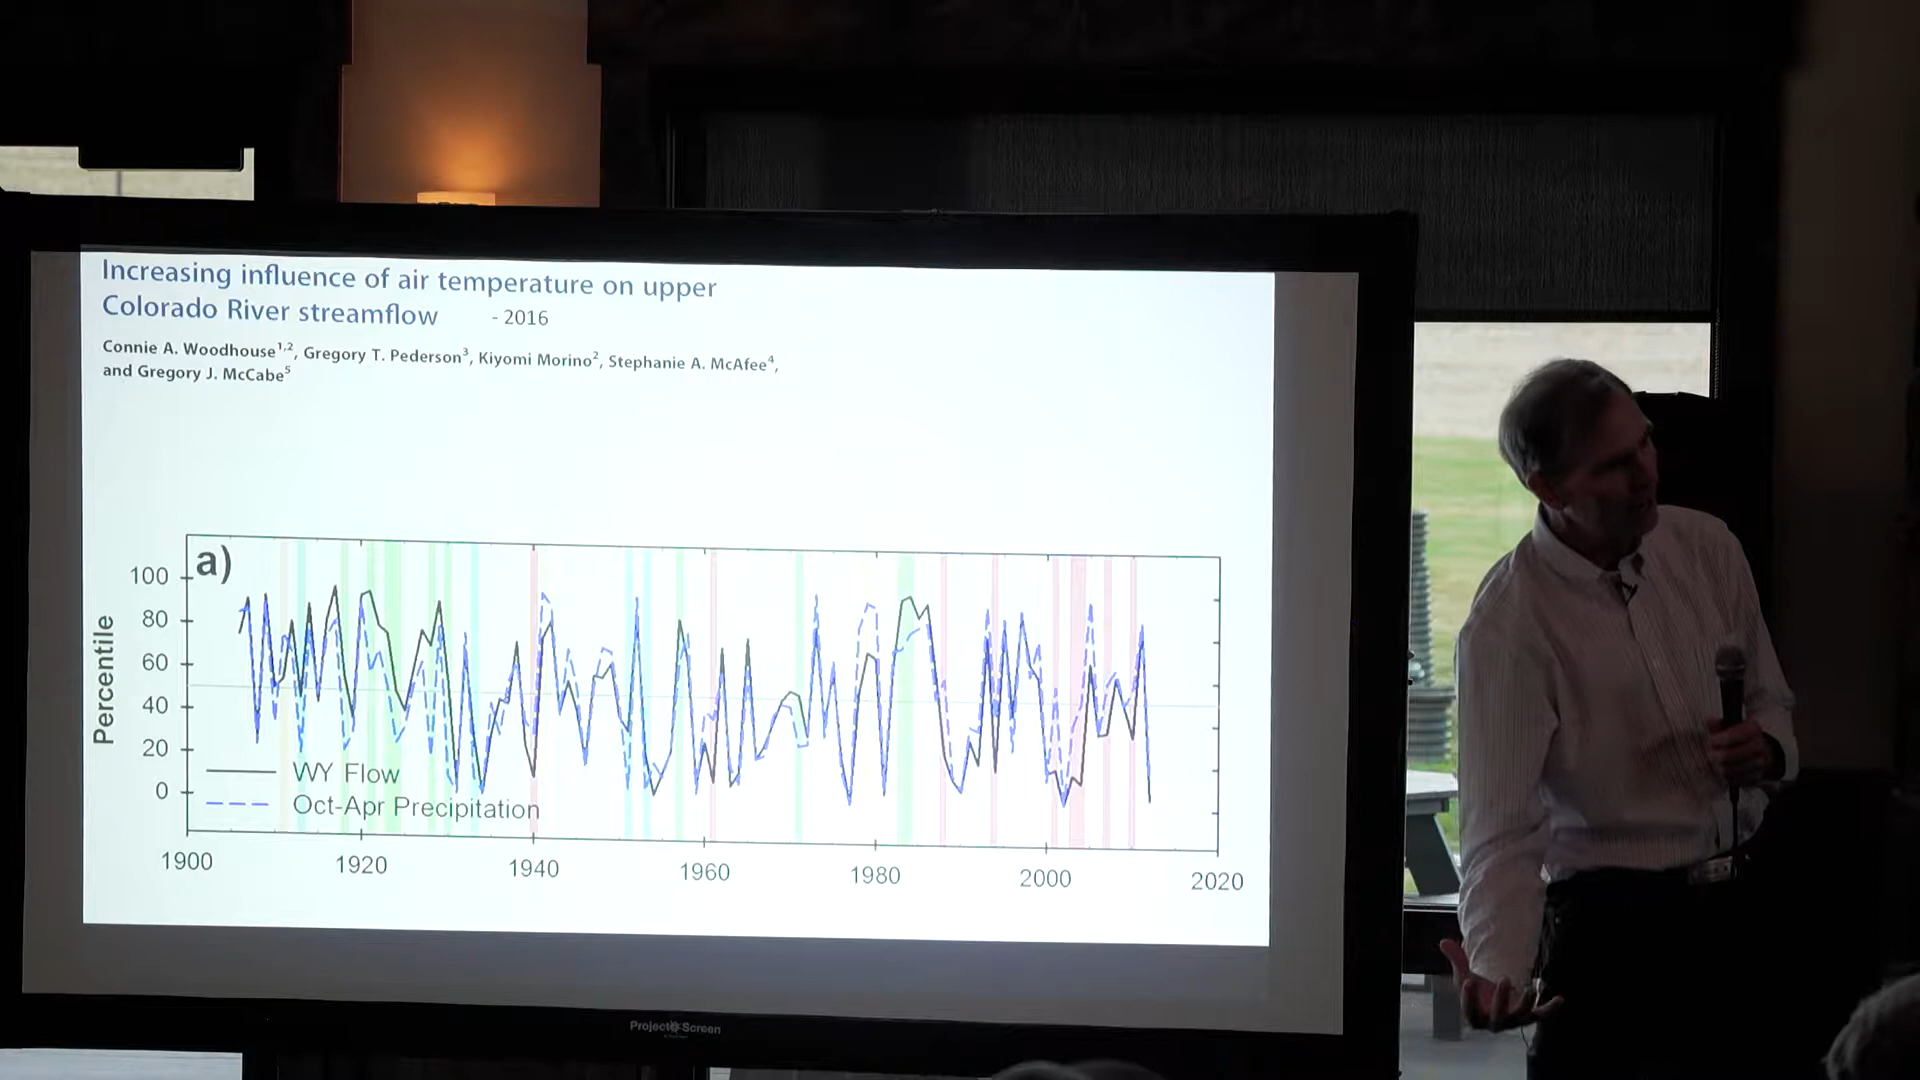 Increasing influence of air temperature on upper
Colorado River streamflow - 2016
Connie A. Woodhouse1,2, Gregory T. Pederson3, Kiyomi Morino2, Stephanie A. McAfee4,
and Gregory J. McCabe5
a)
Percentile
100
80
60
40
20
0
WY Flow
Oct-Apr Precipitation
1900 1920 1940 1960 1980 2000 2020
Project Screen